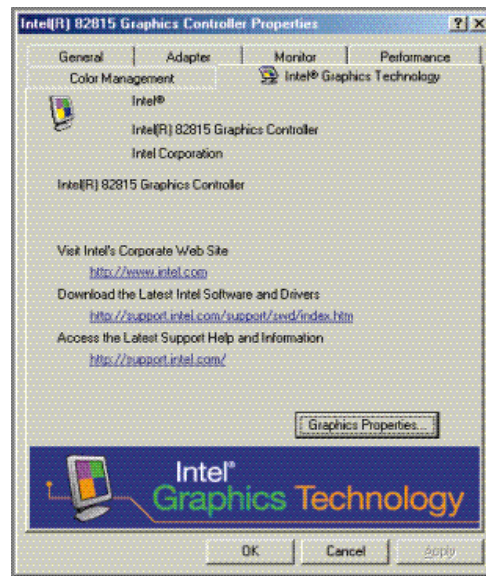 Intel(R) 82815 Graphics Controller Properties
General Adapter Monitor Performance
Color Management Intel® Graphics Technology
Intel®
Intel(R) 82815 Graphics Controller
Intel Corporation
Intel(R) 82815 Graphics Controller
Visit Intel's Corporate Web Site
http://www.intel.com
Download the Latest Intel Software and Drivers
http://support.intel.com/support/swd/index.htm
Access the Latest Support Help and Information
http://support.intel.com/
Graphics Properties...
Intel®
Graphics Technology
OK Cancel Apply